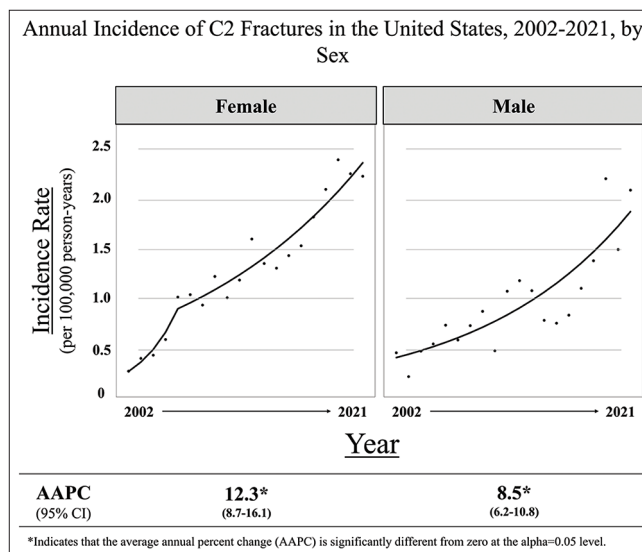 Annual Incidence of C2 Fractures in the United States, 2002-2021, by
Sex
Female
Male
Incidence Rate
(per 100,000 person-years)
2.5
2.0
1.5
1.0
0.5
0
2002
2021
2002
2021
Year
AAPC
(95% CI)
12.3*
(8.7-16.1)
8.5*
(6.2-10.8)
*Indicates that the average annual percent change (AAPC) is significantly different from zero at the alpha=0.05 level.